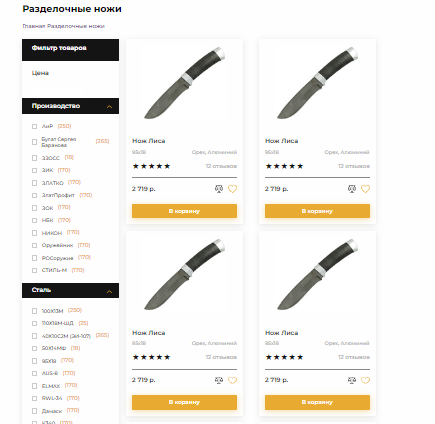 Разделочные ножи
Главная Разделочные ножи
Фильтр товаров
Цена
Производство
АиР (250)
Булат Сергея Баранова (265)
ЗЗОСС (18)
ЗИК (170)
ЗЛАТКО (170)
ЗлатПрофит (170)
ЗОК (170)
НБК (170)
НИКОН (170)
Оружейник (170)
РОСоружие (170)
СТИЛЬ-М (170)
Сталь
100Х13М (250)
110Х18М-ШД (25)
40Х10С2М (ЭИ-107) (265)
50Х14МФ (18)
95Х18 (170)
AUS-8 (170)
ELMAX (170)
RWL-34 (170)
Дамаск (170)
К340 (170)
Нож Лиса
95х18 Орех, Алюминий
★★★★★ 12 отзывов
2 719 р.
В корзину
Нож Лиса
95х18 Орех, Алюминий
★★★★★ 12 отзывов
2 719 р.
В корзину
Нож Лиса
95х18 Орех, Алюминий
★★★★★ 12 отзывов
2 719 р.
В корзину
Нож Лиса
95х18 Орех, Алюминий
★★★★★ 12 отзывов
2 719 р.
В корзину